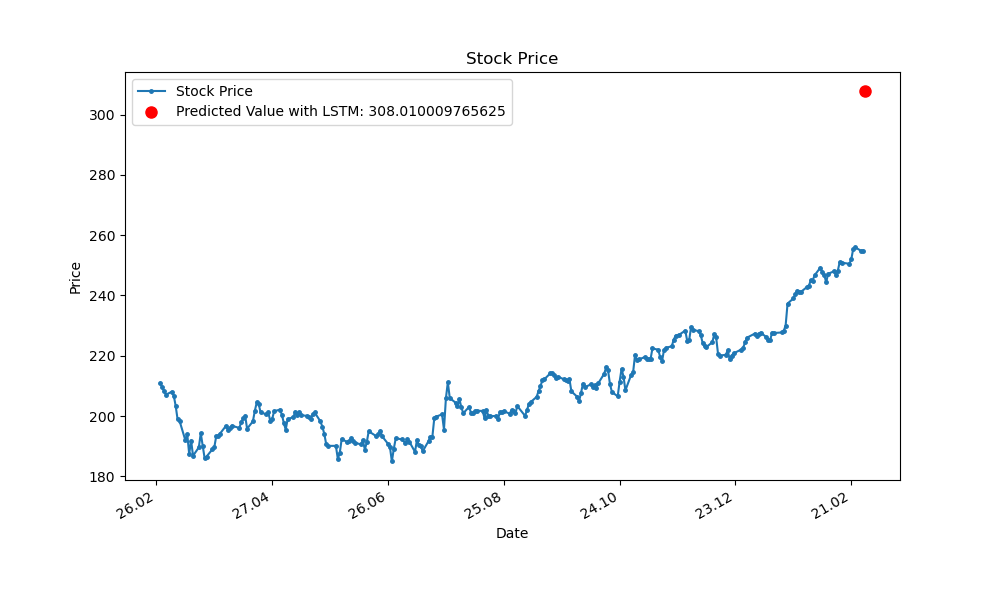 Stock Price
Stock Price
Predicted Value with LSTM: 308.010009765625
300
280
260
240
220
200
180
Price
26.02
27.04
26.06
25.08
24.10
23.12
21.02
Date